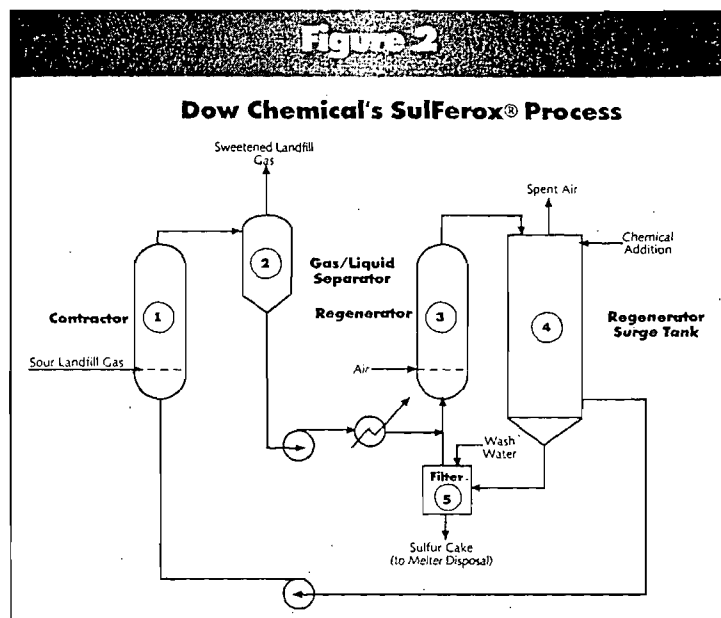 Figure 2
Dow Chemical's SulFerox® Process
Sweetened Landfill
Gas
Spent Air
Chemical
Addition
2
Gas/Liquid
Separator
Contractor
1
Regenerator
3
4
Regenerator
Surge Tank
Sour Landfill Gas
Air
Wash
Water
Filter
5
Sulfur Cake
(to Melter Disposal)